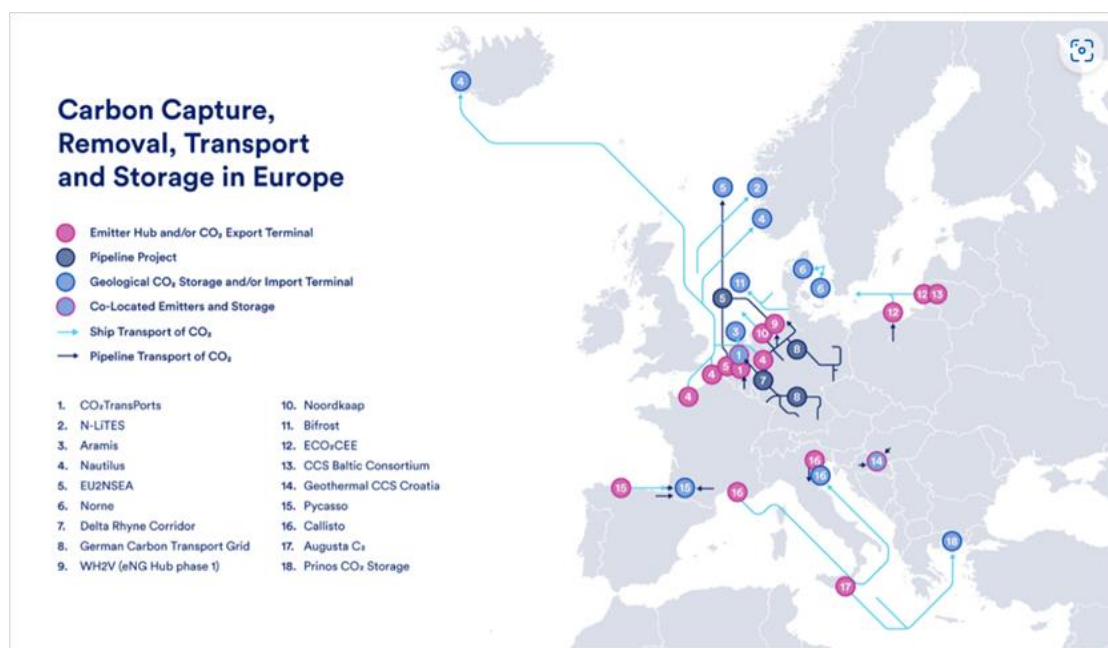 Carbon Capture,
Removal, Transport
and Storage in Europe
Emitter Hub and/or CO₂ Export Terminal
Pipeline Project
Geological CO₂ Storage and/or Import Terminal
Co-Located Emitters and Storage
Ship Transport of CO₂
Pipeline Transport of CO₂
1. CO₂TransPorts
2. N-LiTES
3. Aramis
4. Nautilus
5. EU2NSEA
6. Norne
7. Delta Rhyne Corridor
8. German Carbon Transport Grid
9. WH2V (eNG Hub phase 1)
10. Noordkaap
11. Bifrost
12. ECO₂CEE
13. CCS Baltic Consortium
14. Geothermal CCS Croatia
15. Pycasso
16. Callisto
17. Augusta C₂
18. Prinos CO₂ Storage
4
5
2
4
6
6
11
5
12
13
12
9
10
3
8
1
4
5
1
4
7
4
8
16
14
16
15
15
16
18
17